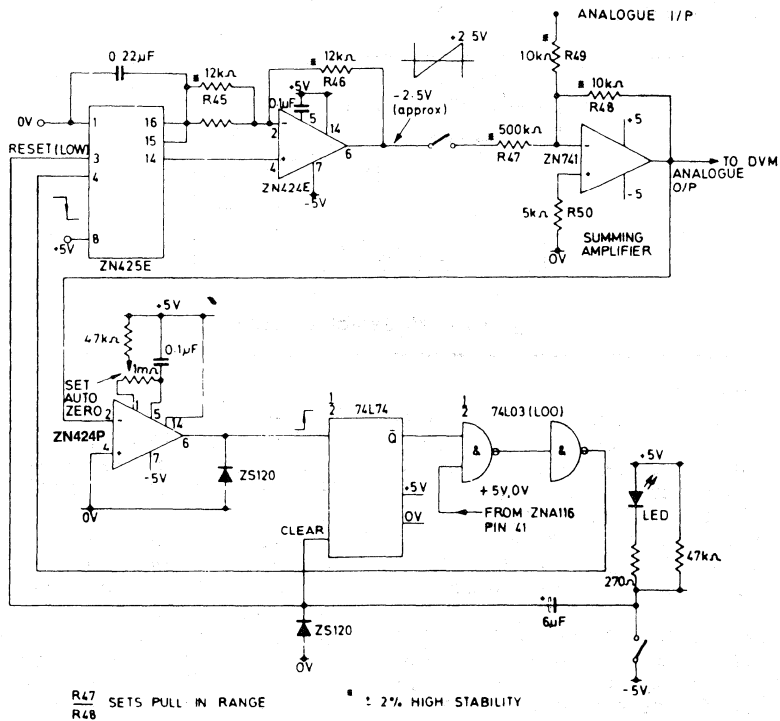 ANALOGUE I/P
+2·5V
0·22µF
12kΩ
R45
12kΩ
R46
10kΩ R49
10kΩ
R48
0V
1
16
15
14
3
4
8
RESET (LOW)
+5V
ZN425E
+5V
0.1µF
5
14
2
4
6
7
-5V
ZN424E
-2.5V
(approx)
500kΩ
R47
ZN741
+5
-5
5kΩ R50
0V
SUMMING
AMPLIFIER
TO DVM
ANALOGUE
O/P
+5V
47kΩ
0.1µF
1mΩ
SET
AUTO
ZERO
2
5
14
4
6
7
-5V
ZN424P
0V
ZS120
1
2
74L74
Q̄
+5V
0V
CLEAR
1
2
74L03 (L00)
&
&
+5V,0V
FROM ZNA116
PIN 41
+5V
LED
270Ω
47kΩ
+
6µF
-5V
ZS120
0V
R47
R48
SETS PULL IN RANGE
* ± 2% HIGH STABILITY